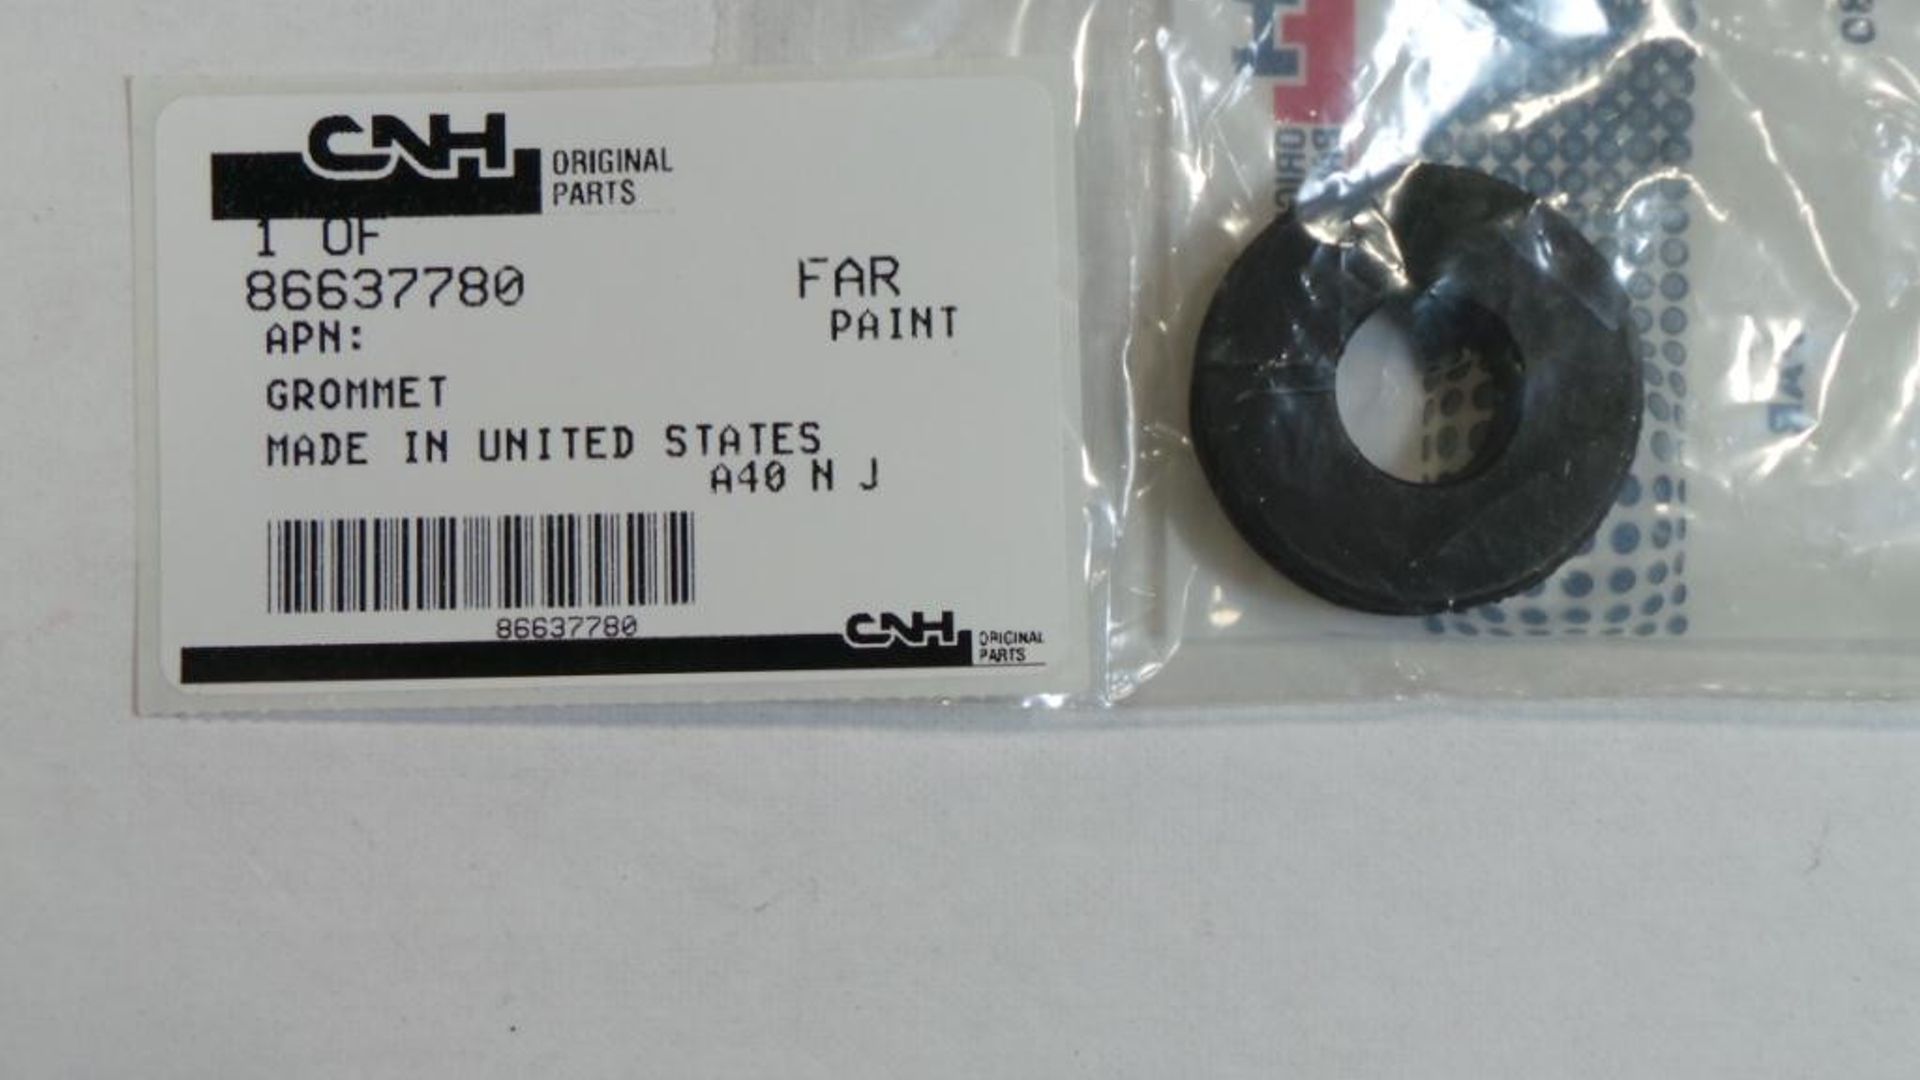 CNH ORIGINAL
PARTS
1 OF
86637780 FAR
APN: PAINT
GROMMET
MADE IN UNITED STATES
A40 N J
86637780
CNH ORIGINAL
PARTS